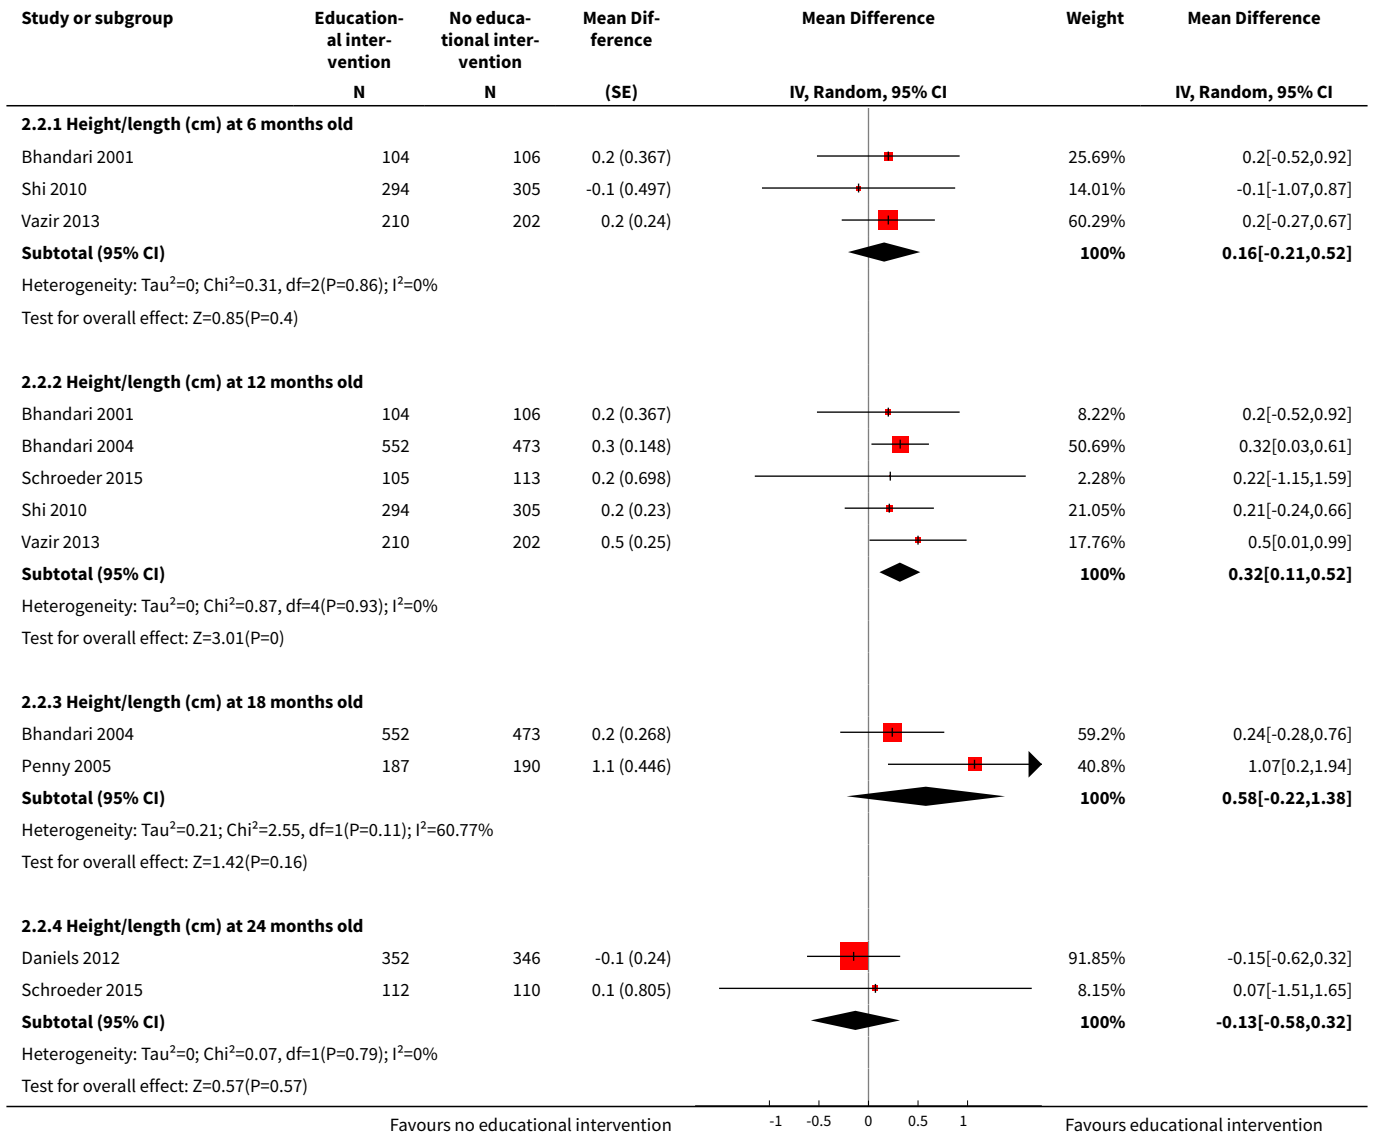 Study or subgroup Education- No educa- Mean Dif- Mean Difference Weight Mean Difference
al inter- tional inter- ference
vention vention
N N (SE) IV, Random, 95% CI IV, Random, 95% CI
2.2.1 Height/length (cm) at 6 months old
Bhandari 2001 104 106 0.2 (0.367) 25.69% 0.2[-0.52,0.92]
Shi 2010 294 305 -0.1 (0.497) 14.01% -0.1[-1.07,0.87]
Vazir 2013 210 202 0.2 (0.24) 60.29% 0.2[-0.27,0.67]
Subtotal (95% CI) 100% 0.16[-0.21,0.52]
Heterogeneity: Tau²=0; Chi²=0.31, df=2(P=0.86); I²=0%
Test for overall effect: Z=0.85(P=0.4)
2.2.2 Height/length (cm) at 12 months old
Bhandari 2001 104 106 0.2 (0.367) 8.22% 0.2[-0.52,0.92]
Bhandari 2004 552 473 0.3 (0.148) 50.69% 0.32[0.03,0.61]
Schroeder 2015 105 113 0.2 (0.698) 2.28% 0.22[-1.15,1.59]
Shi 2010 294 305 0.2 (0.23) 21.05% 0.21[-0.24,0.66]
Vazir 2013 210 202 0.5 (0.25) 17.76% 0.5[0.01,0.99]
Subtotal (95% CI) 100% 0.32[0.11,0.52]
Heterogeneity: Tau²=0; Chi²=0.87, df=4(P=0.93); I²=0%
Test for overall effect: Z=3.01(P=0)
2.2.3 Height/length (cm) at 18 months old
Bhandari 2004 552 473 0.2 (0.268) 59.2% 0.24[-0.28,0.76]
Penny 2005 187 190 1.1 (0.446) 40.8% 1.07[0.2,1.94]
Subtotal (95% CI) 100% 0.58[-0.22,1.38]
Heterogeneity: Tau²=0.21; Chi²=2.55, df=1(P=0.11); I²=60.77%
Test for overall effect: Z=1.42(P=0.16)
2.2.4 Height/length (cm) at 24 months old
Daniels 2012 352 346 -0.1 (0.24) 91.85% -0.15[-0.62,0.32]
Schroeder 2015 112 110 0.1 (0.805) 8.15% 0.07[-1.51,1.65]
Subtotal (95% CI) 100% -0.13[-0.58,0.32]
Heterogeneity: Tau²=0; Chi²=0.07, df=1(P=0.79); I²=0%
Test for overall effect: Z=0.57(P=0.57)
Favours no educational intervention -1 -0.5 0 0.5 1 Favours educational intervention